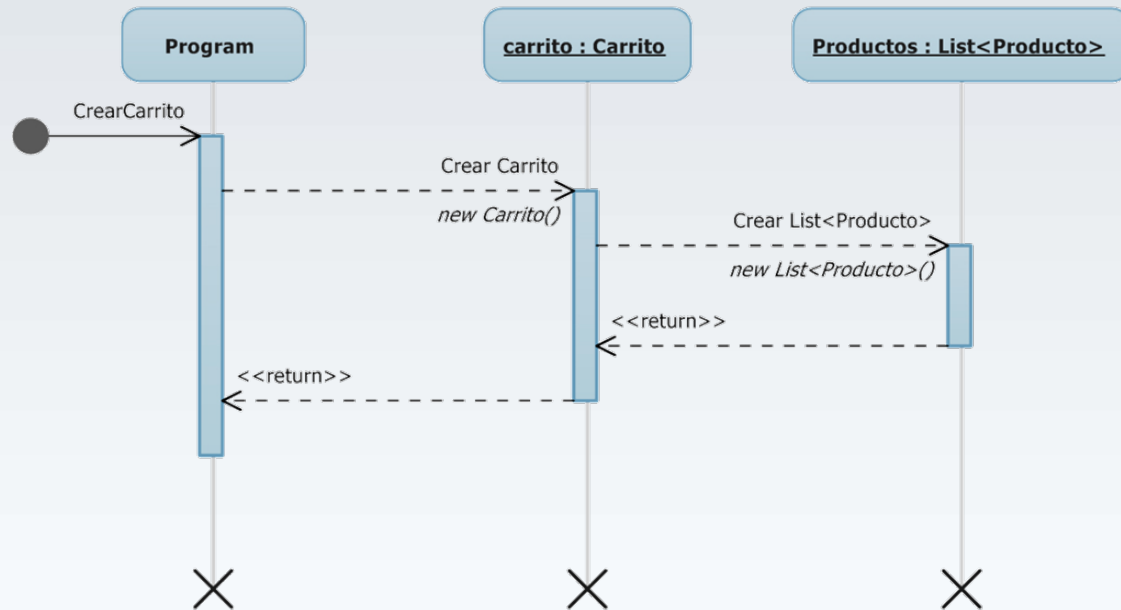 Program
carrito : Carrito
Productos : List<Producto>
CrearCarrito
Crear Carrito
new Carrito()
Crear List<Producto>
new List<Producto>()
<<return>>
<<return>>